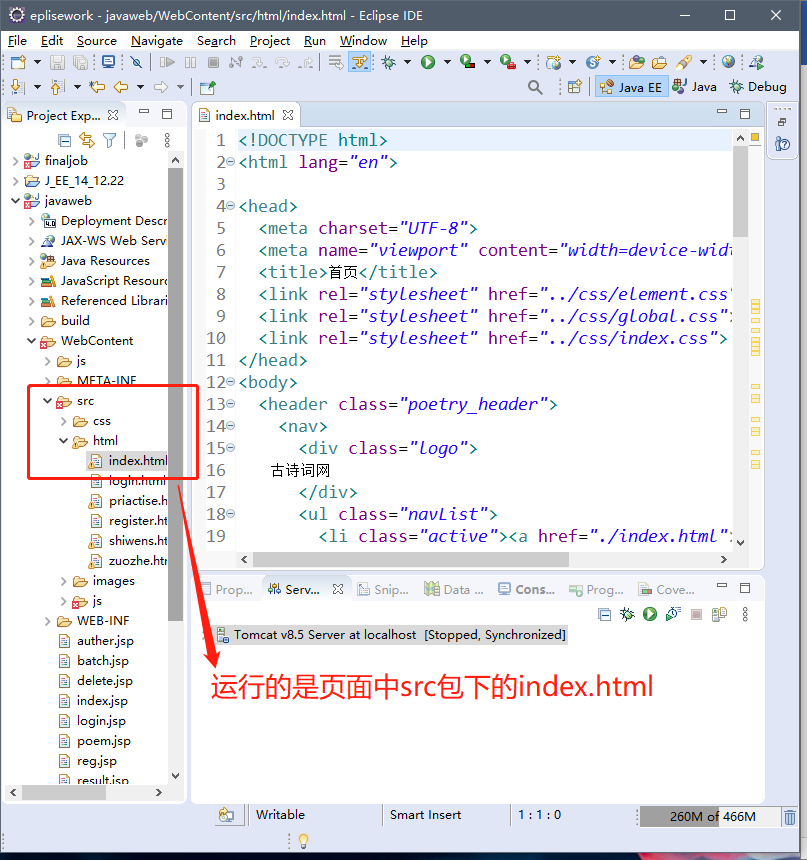 eplisework - javaweb/WebContent/src/html/index.html - Eclipse IDE
File Edit Source Navigate Search Project Run Window Help
Java EE Java Debug
Project Exp...
finaljob
J_EE_14_12.22
javaweb
Deployment Descr
JAX-WS Web Servi
Java Resources
JavaScript Resourc
Referenced Librari
build
WebContent
js
META-INF
src
css
html
index.html
login.html
priactise.h
register.ht
shiwens.ht
zuozhe.htm
images
js
WEB-INF
auther.jsp
batch.jsp
delete.jsp
index.jsp
login.jsp
poem.jsp
reg.jsp
result.jsp
index.html
1 <!DOCTYPE html>
2 <html lang="en">
3
4 <head>
5 <meta charset="UTF-8">
6 <meta name="viewport" content="width=device-widt
7 <title>首页</title>
8 <link rel="stylesheet" href="../css/element.css"
9 <link rel="stylesheet" href="../css/global.css">
10 <link rel="stylesheet" href="../css/index.css">
11 </head>
12 <body>
13 <header class="poetry_header">
14 <nav>
15 <div class="logo">
16 古诗词网
17 </div>
18 <ul class="navList">
19 <li class="active"><a href="./index.html">
Prop... Serv... Snip... Data ... Cons... Prog... Cove...
Tomcat v8.5 Server at localhost [Stopped, Synchronized]
运行的是页面中src包下的index.html
Writable Smart Insert 1 : 1 : 0 260M of 466M